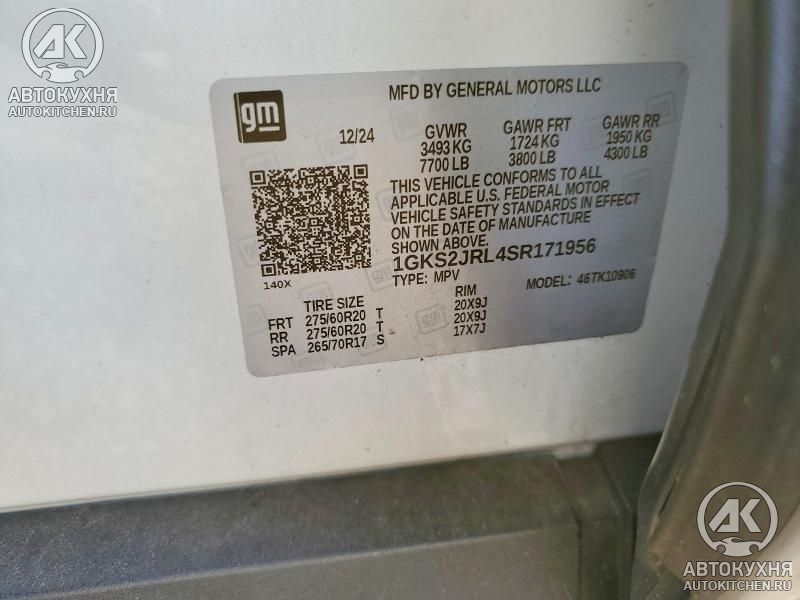 AK
АВТОКУХНЯ
AUTOKITCHEN.RU
gm
MFD BY GENERAL MOTORS LLC
12/24 GVWR GAWR FRT GAWR RR
3493 KG 1724 KG 1950 KG
7700 LB 3800 LB 4300 LB
THIS VEHICLE CONFORMS TO ALL
APPLICABLE U.S. FEDERAL MOTOR
VEHICLE SAFETY STANDARDS IN EFFECT
ON THE DATE OF MANUFACTURE
SHOWN ABOVE.
1GKS2JRL4SR171956
140X TYPE: MPV MODEL: 46TK10906
TIRE SIZE RIM
FRT 275/60R20 T 20X9J
RR 275/60R20 T 20X9J
SPA 265/70R17 S 17X7J
AK
АВТОКУХНЯ
AUTOKITCHEN.RU